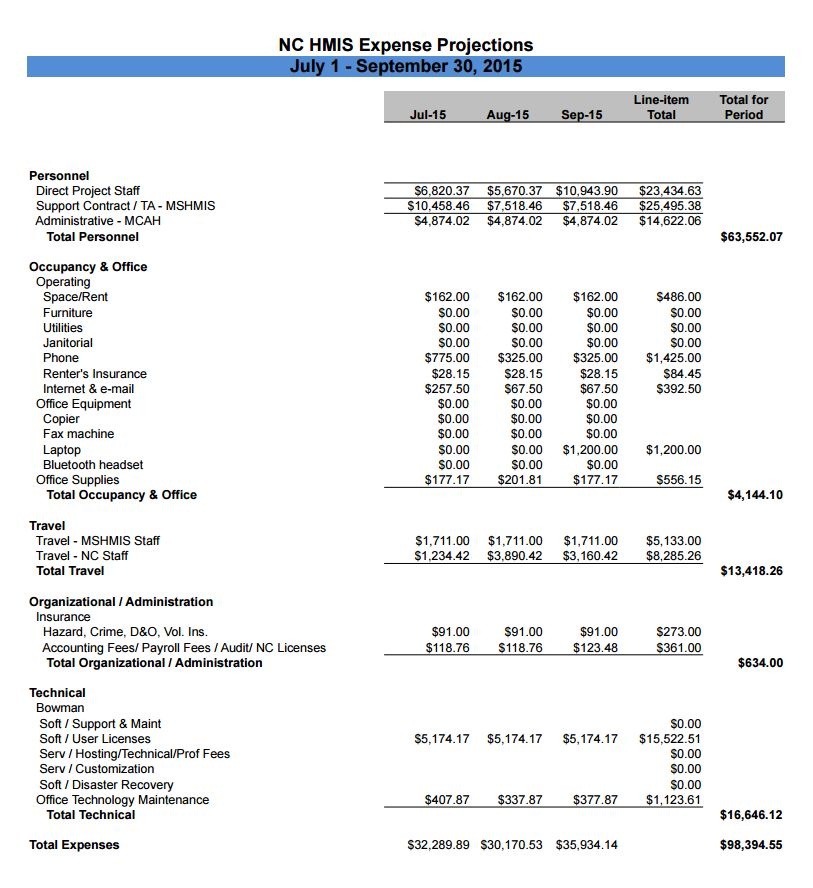 NC HMIS Expense Projections
July 1 - September 30, 2015
Line-item Total for
Jul-15 Aug-15 Sep-15 Total Period
Personnel
Direct Project Staff $6,820.37 $5,670.37 $10,943.90 $23,434.63
Support Contract / TA - MSHMIS $10,458.46 $7,518.46 $7,518.46 $25,495.38
Administrative - MCAH $4,874.02 $4,874.02 $4,874.02 $14,622.06
Total Personnel $63,552.07
Occupancy & Office
Operating
Space/Rent $162.00 $162.00 $162.00 $486.00
Furniture $0.00 $0.00 $0.00 $0.00
Utilities $0.00 $0.00 $0.00 $0.00
Janitorial $0.00 $0.00 $0.00 $0.00
Phone $775.00 $325.00 $325.00 $1,425.00
Renter's Insurance $28.15 $28.15 $28.15 $84.45
Internet & e-mail $257.50 $67.50 $67.50 $392.50
Office Equipment $0.00 $0.00 $0.00
Copier $0.00 $0.00 $0.00
Fax machine $0.00 $0.00 $0.00
Laptop $0.00 $0.00 $1,200.00 $1,200.00
Bluetooth headset $0.00 $0.00 $0.00
Office Supplies $177.17 $201.81 $177.17 $556.15
Total Occupancy & Office $4,144.10
Travel
Travel - MSHMIS Staff $1,711.00 $1,711.00 $1,711.00 $5,133.00
Travel - NC Staff $1,234.42 $3,890.42 $3,160.42 $8,285.26
Total Travel $13,418.26
Organizational / Administration
Insurance
Hazard, Crime, D&O, Vol. Ins. $91.00 $91.00 $91.00 $273.00
Accounting Fees/ Payroll Fees / Audit/ NC Licenses $118.76 $118.76 $123.48 $361.00
Total Organizational / Administration $634.00
Technical
Bowman
Soft / Support & Maint $0.00
Soft / User Licenses $5,174.17 $5,174.17 $5,174.17 $15,522.51
Serv / Hosting/Technical/Prof Fees $0.00
Serv / Customization $0.00
Soft / Disaster Recovery $0.00
Office Technology Maintenance $407.87 $337.87 $377.87 $1,123.61
Total Technical $16,646.12
Total Expenses $32,289.89 $30,170.53 $35,934.14 $98,394.55